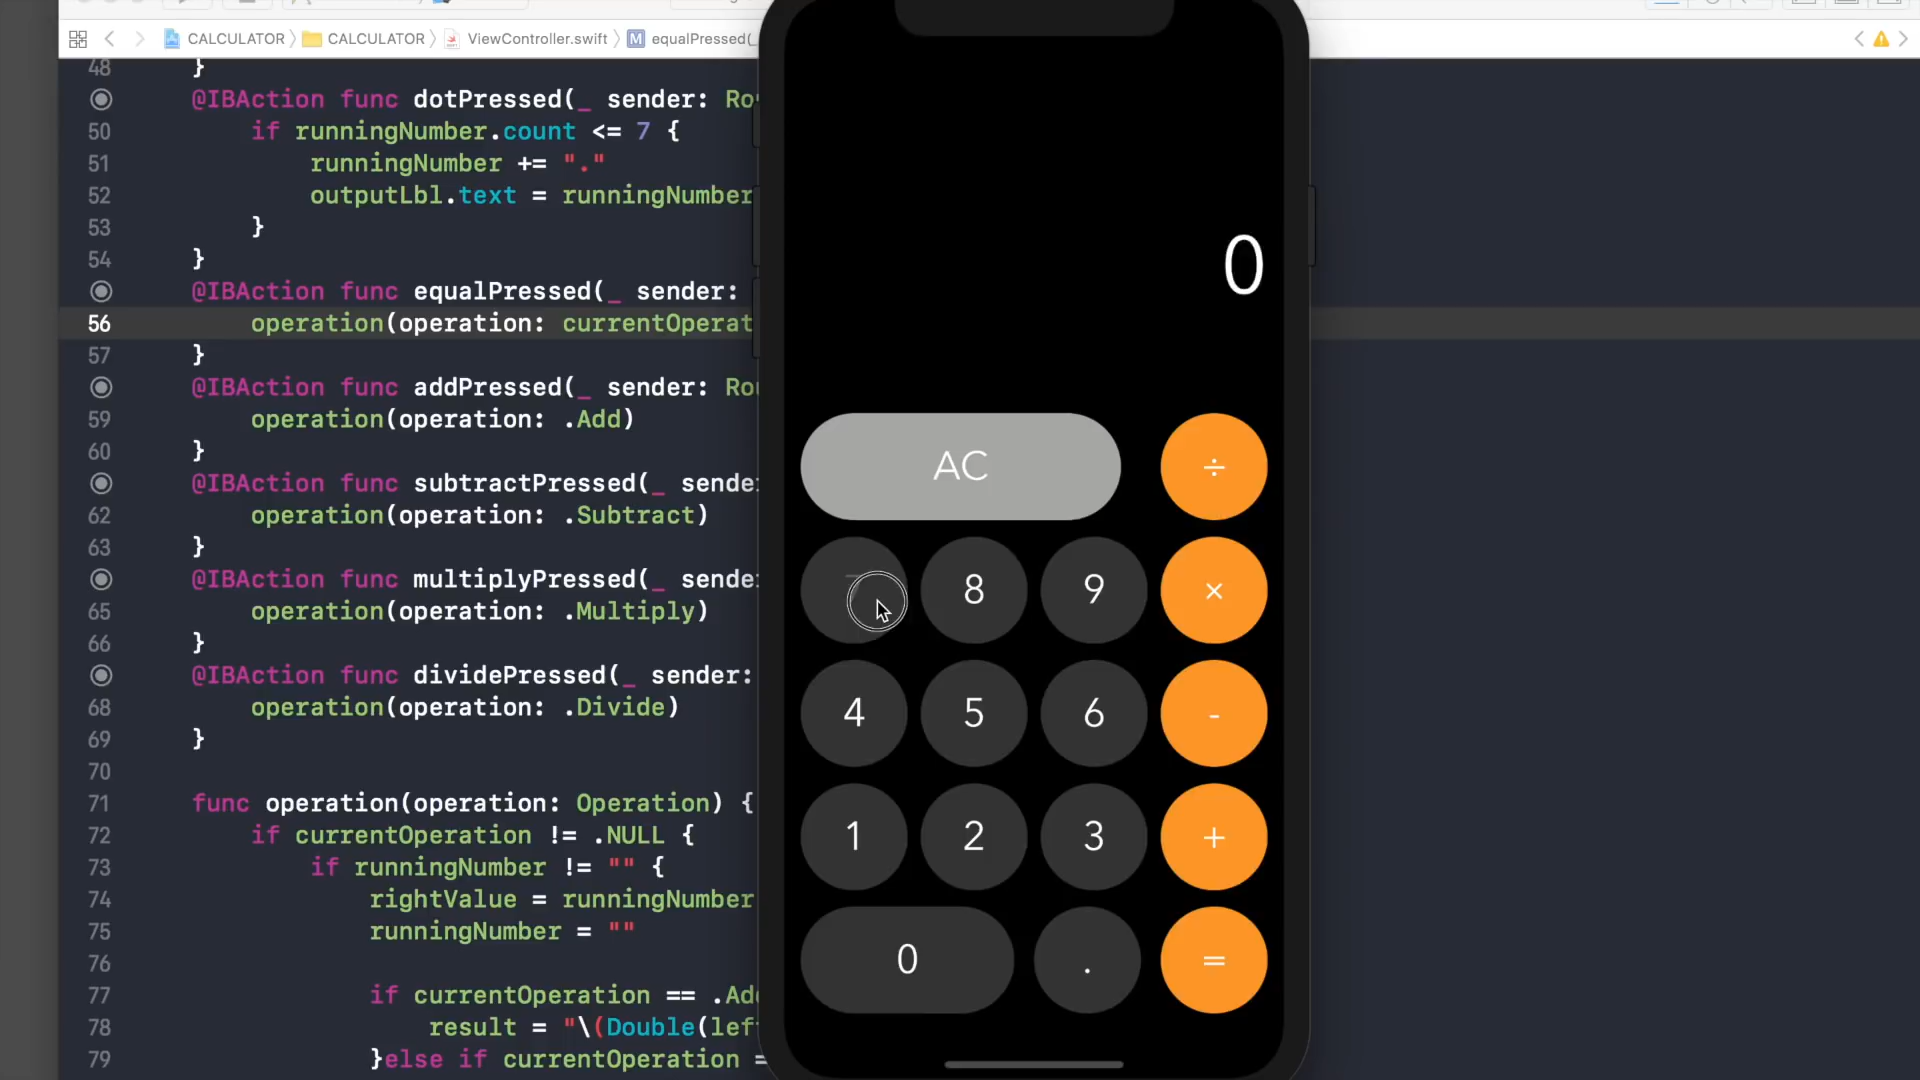 CALCULATOR CALCULATOR ViewController.swift M equalPressed(
48 }
@IBAction func dotPressed(_ sender: Ro
50 if runningNumber.count <= 7 {
51 runningNumber += "."
52 outputLbl.text = runningNumber
53 }
54 }
@IBAction func equalPressed(_ sender:
56 operation(operation: currentOperat
57 }
@IBAction func addPressed(_ sender: Rou
59 operation(operation: .Add)
60 }
@IBAction func subtractPressed(_ sende
62 operation(operation: .Subtract)
63 }
@IBAction func multiplyPressed(_ sende
65 operation(operation: .Multiply)
66 }
@IBAction func dividePressed(_ sender:
68 operation(operation: .Divide)
69 }
70
71 func operation(operation: Operation) {
72 if currentOperation != .NULL {
73 if runningNumber != "" {
74 rightValue = runningNumber
75 runningNumber = ""
76
77 if currentOperation == .Ad
78 result = "\(Double(lef
79 }else if currentOperation =
0
AC ÷
8 9 ×
4 5 6 -
1 2 3 +
0 . =